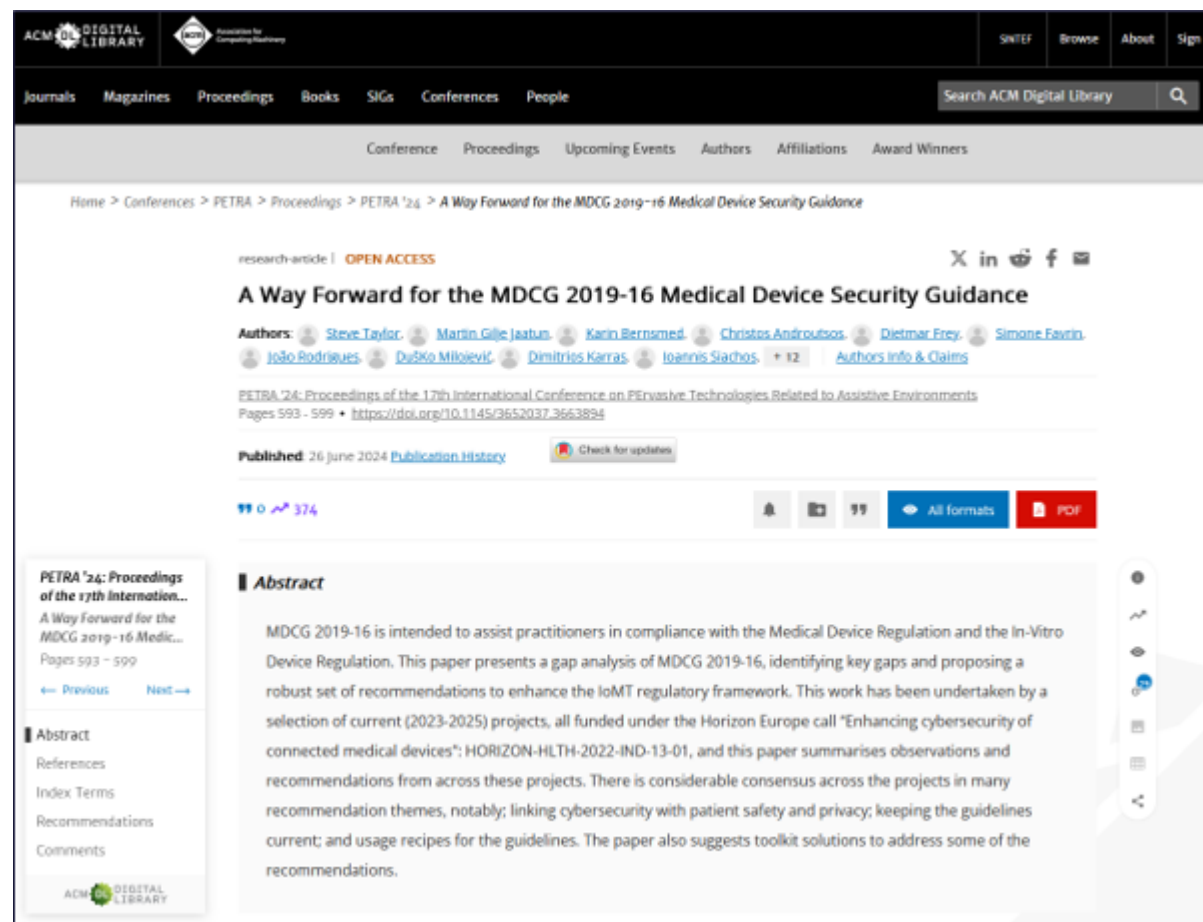 ACM DL DIGITAL LIBRARY
acm Association for Computing Machinery
SINTEF Browse About Sign
Journals Magazines Proceedings Books SIGs Conferences People
Search ACM Digital Library
Conference Proceedings Upcoming Events Authors Affiliations Award Winners
Home > Conferences > PETRA > Proceedings > PETRA '24 > A Way Forward for the MDCG 2019-16 Medical Device Security Guidance
research-article | OPEN ACCESS
A Way Forward for the MDCG 2019-16 Medical Device Security Guidance
Authors: Steve Taylor, Martin Gilje Jaatun, Karin Bernsmed, Christos Androutsos, Dietmar Frey, Simone Favrin,
João Rodrigues, DuŠKo Milojević, Dimitrios Karras, Ioannis Siachos, + 12 Authors Info & Claims
PETRA '24: Proceedings of the 17th International Conference on PErvasive Technologies Related to Assistive Environments
Pages 593 - 599 • https://doi.org/10.1145/3652037.3663894
Published: 26 June 2024 Publication History
Check for updates
0 374
All formats PDF
PETRA '24: Proceedings
of the 17th Internation...
A Way Forward for the
MDCG 2019-16 Medic...
Pages 593 - 599
← Previous Next →
Abstract
References
Index Terms
Recommendations
Comments
ACM DL DIGITAL LIBRARY
Abstract
MDCG 2019-16 is intended to assist practitioners in compliance with the Medical Device Regulation and the In-Vitro
Device Regulation. This paper presents a gap analysis of MDCG 2019-16, identifying key gaps and proposing a
robust set of recommendations to enhance the IoMT regulatory framework. This work has been undertaken by a
selection of current (2023-2025) projects, all funded under the Horizon Europe call "Enhancing cybersecurity of
connected medical devices": HORIZON-HLTH-2022-IND-13-01, and this paper summarises observations and
recommendations from across these projects. There is considerable consensus across the projects in many
recommendation themes, notably; linking cybersecurity with patient safety and privacy; keeping the guidelines
current; and usage recipes for the guidelines. The paper also suggests toolkit solutions to address some of the
recommendations.